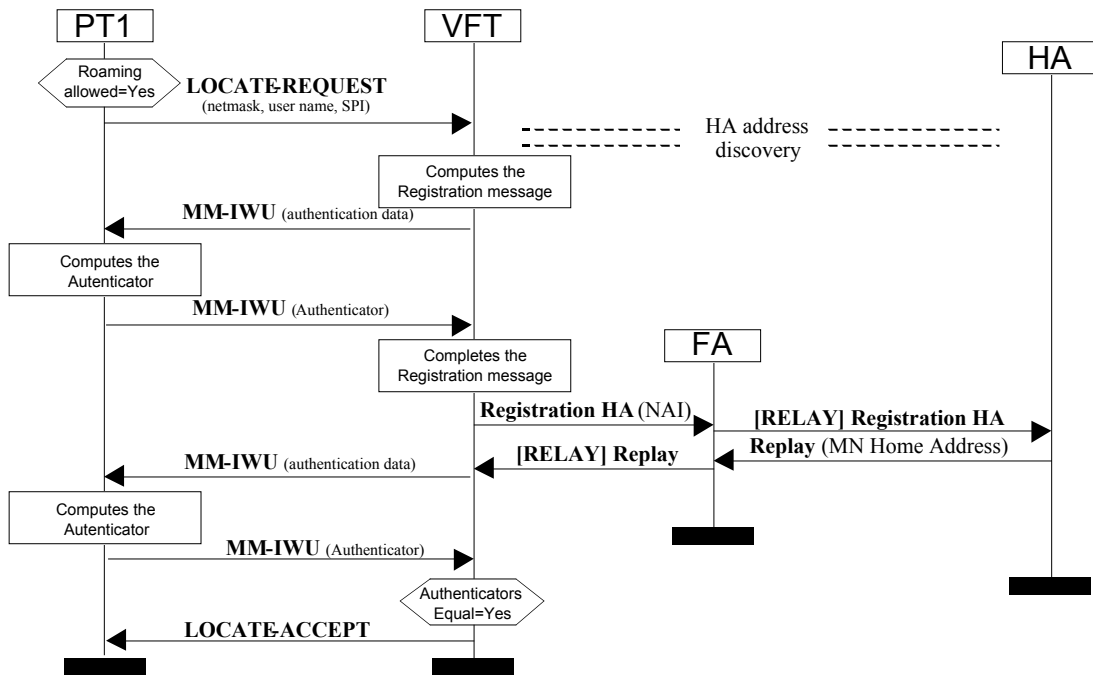 PT1
VFT
HA
Roaming
allowed=Yes
LOCATE-REQUEST
(netmask, user name, SPI)
HA address
discovery
Computes the
Registration message
MM-IWU (authentication data)
Computes the
Autenticator
MM-IWU (Authenticator)
FA
Completes the
Registration message
Registration HA (NAI)
[RELAY] Registration HA
Replay (MN Home Address)
[RELAY] Replay
MM-IWU (authentication data)
Computes the
Autenticator
MM-IWU (Authenticator)
Authenticators
Equal=Yes
LOCATE-ACCEPT